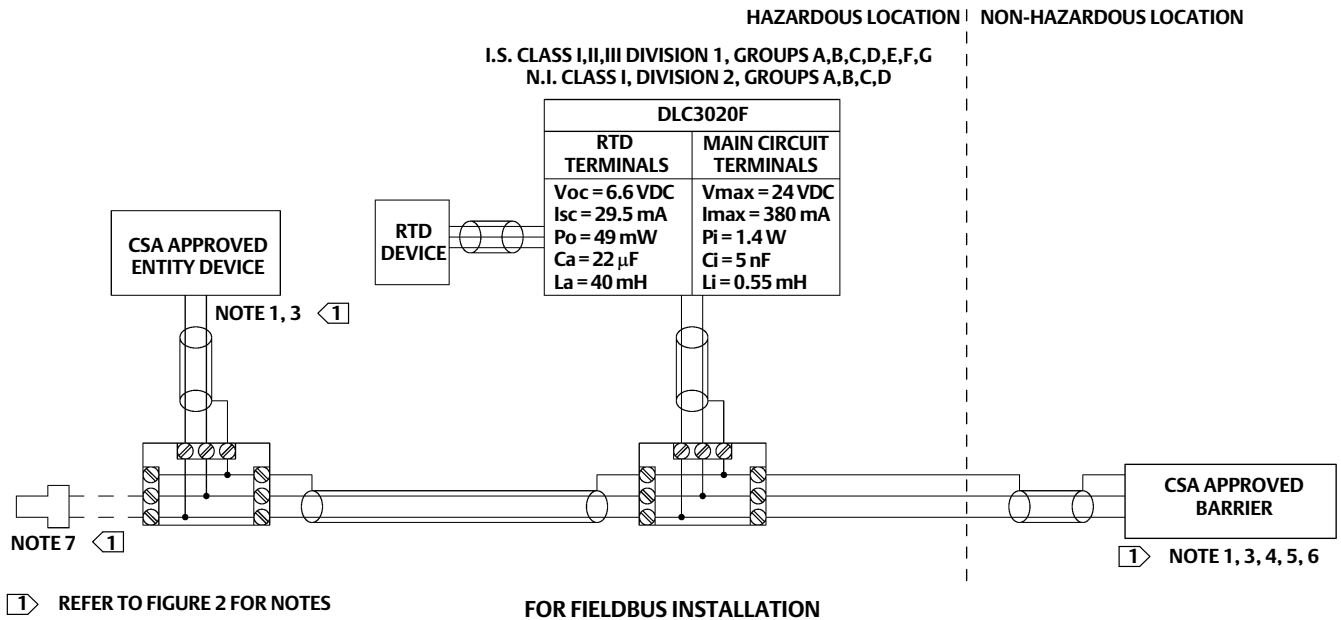 HAZARDOUS LOCATION
NON-HAZARDOUS LOCATION
I.S. CLASS I,II,III DIVISION 1, GROUPS A,B,C,D,E,F,G
N.I. CLASS I, DIVISION 2, GROUPS A,B,C,D
DLC3020F
RTD
TERMINALS
Voc = 6.6 VDC
Isc = 29.5 mA
Po = 49 mW
Ca = 22 μF
La = 40 mH
MAIN CIRCUIT
TERMINALS
Vmax = 24 VDC
Imax = 380 mA
Pi = 1.4 W
Ci = 5 nF
Li = 0.55 mH
RTD
DEVICE
CSA APPROVED
ENTITY DEVICE
NOTE 1, 3 1
CSA APPROVED
BARRIER
1 NOTE 1, 3, 4, 5, 6
NOTE 7 1
1 REFER TO FIGURE 2 FOR NOTES
FOR FIELDBUS INSTALLATION